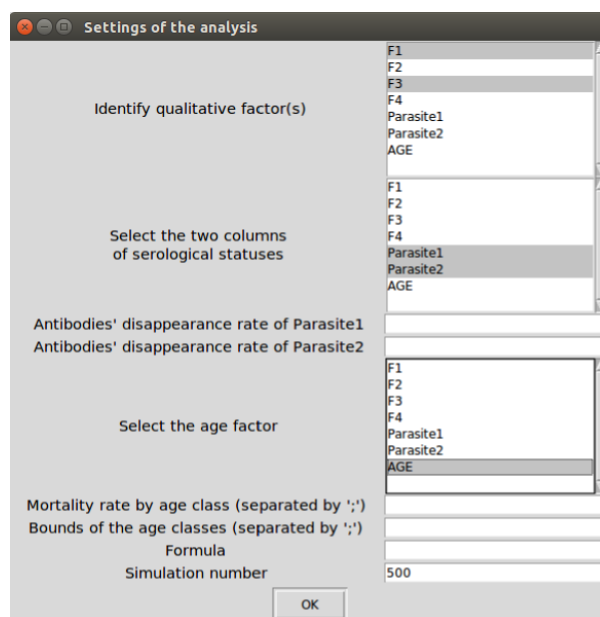 Settings of the analysis
Identify qualitative factor(s)
F1
F2
F3
F4
Parasite1
Parasite2
AGE
Select the two columns
of serological statuses
F1
F2
F3
F4
Parasite1
Parasite2
AGE
Antibodies' disappearance rate of Parasite1
Antibodies' disappearance rate of Parasite2
Select the age factor
F1
F2
F3
F4
Parasite1
Parasite2
AGE
Mortality rate by age class (separated by ';')
Bounds of the age classes (separated by ';')
Formula
Simulation number
500
OK